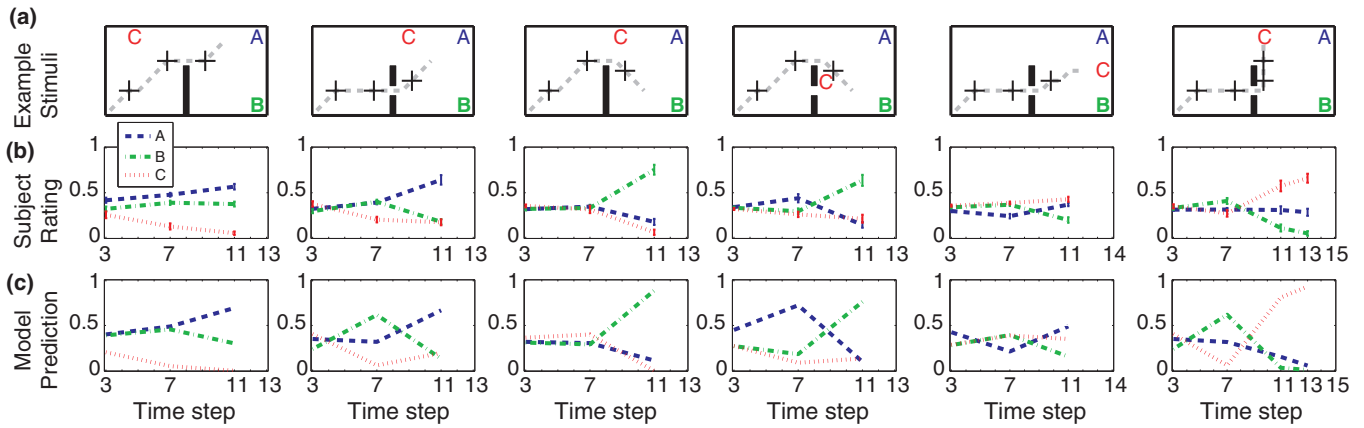 (a)
Example Stimuli
C A B
C A B
C A B
C A B
A C B
C A B
(b)
Subject Rating
A
B
C
1 0.5 0 3 7 11 13
1 0.5 0 3 7 11 13
1 0.5 0 3 7 11 13
1 0.5 0 3 7 11 13
1 0.5 0 3 7 11 14
1 0.5 0 3 7 11 13 15
(c)
Model Prediction
1 0.5 0 3 7 11 13
1 0.5 0 3 7 11 13
1 0.5 0 3 7 11 13
1 0.5 0 3 7 11 13
1 0.5 0 3 7 11 14
1 0.5 0 3 7 11 13 15
Time step
Time step
Time step
Time step
Time step
Time step